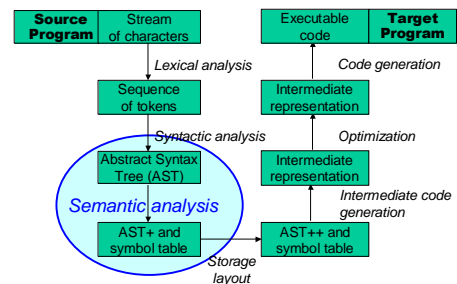 Source
Program
Stream
of characters
Lexical analysis
Sequence
of tokens
Syntactic analysis
Abstract Syntax
Tree (AST)
Semantic analysis
AST+ and
symbol table
Storage
layout
AST++ and
symbol table
Intermediate code
generation
Intermediate
representation
Optimization
Intermediate
representation
Code generation
Executable
code
Target
Program